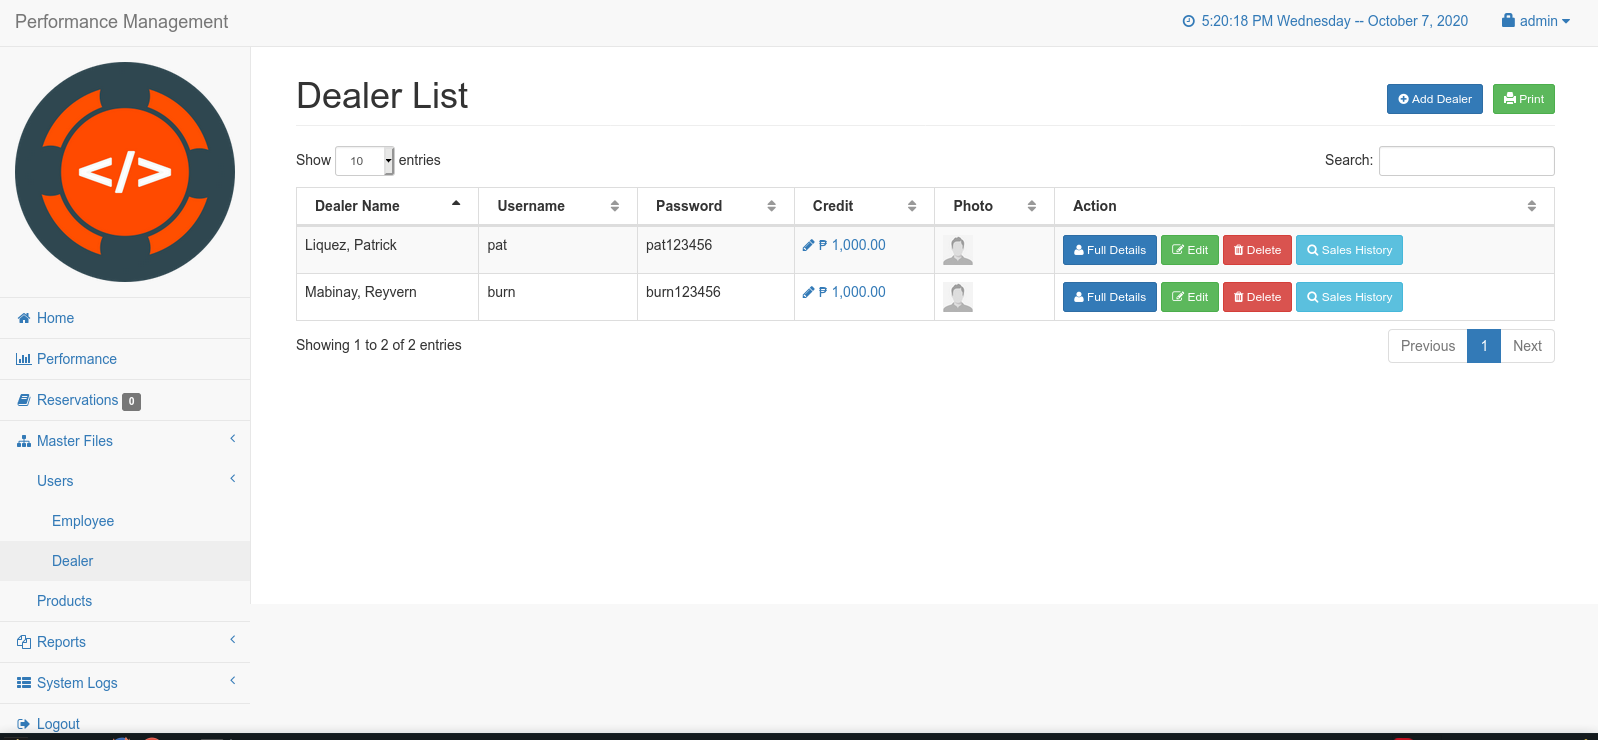 Performance Management
5:20:18 PM Wednesday -- October 7, 2020
admin
</>
Home
Performance
Reservations 0
Master Files
Users
Employee
Dealer
Products
Reports
System Logs
Logout
Dealer List
Add Dealer
Print
Show 10 entries
Search:
Dealer Name Username Password Credit Photo Action
Liquez, Patrick pat pat123456 ₱ 1,000.00 Full Details Edit Delete Sales History
Mabinay, Reyvern burn burn123456 ₱ 1,000.00 Full Details Edit Delete Sales History
Showing 1 to 2 of 2 entries
Previous 1 Next